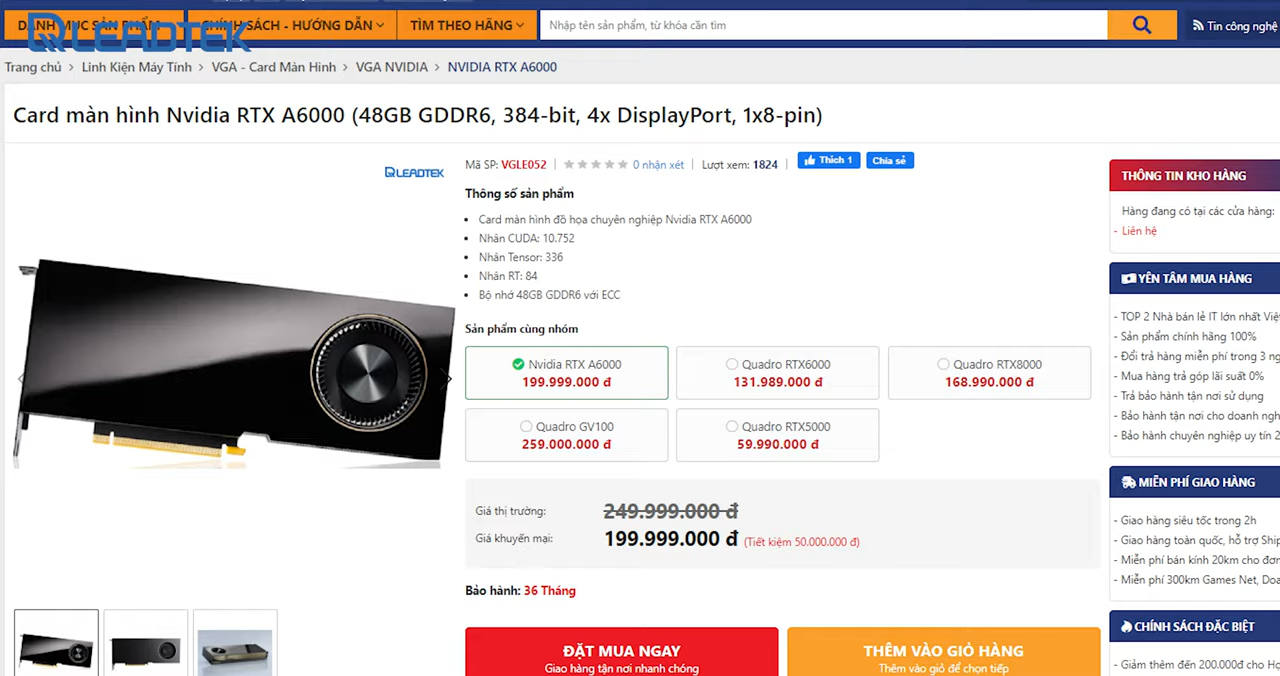 DANH MỤC SẢN PHẨM
CHÍNH SÁCH - HƯỚNG DẪN
TÌM THEO HÃNG
Nhập tên sản phẩm, từ khóa cần tìm
Tin công nghệ
LEADTEK
Trang chủ > Linh Kiện Máy Tính > VGA - Card Màn Hình > VGA NVIDIA > NVIDIA RTX A6000
Card màn hình Nvidia RTX A6000 (48GB GDDR6, 384-bit, 4x DisplayPort, 1x8-pin)
LEADTEK
Mã SP: VGLE052 | 0 nhận xét | Lượt xem: 1824 |
Thích 1
Chia sẻ
Thông số sản phẩm
• Card màn hình đồ họa chuyên nghiệp Nvidia RTX A6000
• Nhân CUDA: 10.752
• Nhân Tensor: 336
• Nhân RT: 84
• Bộ nhớ 48GB GDDR6 với ECC
Sản phẩm cùng nhóm
Nvidia RTX A6000
199.999.000 đ
Quadro RTX6000
131.989.000 đ
Quadro RTX8000
168.990.000 đ
Quadro GV100
259.000.000 đ
Quadro RTX5000
59.990.000 đ
Giá thị trường: 249.999.000 đ
Giá khuyến mại: 199.999.000 đ (Tiết kiệm 50.000.000 đ)
Bảo hành: 36 Tháng
ĐẶT MUA NGAY
Giao hàng tận nơi nhanh chóng
THÊM VÀO GIỎ HÀNG
Thêm vào giỏ để chọn tiếp
THÔNG TIN KHO HÀNG
Hàng đang có tại các cửa hàng:
- Liên hệ
YÊN TÂM MUA HÀNG
- TOP 2 Nhà bán lẻ IT lớn nhất Việ
- Sản phẩm chính hãng 100%
- Đổi trả hàng miễn phí trong 3 ng
- Mua hàng trả góp lãi suất 0%
- Trả bảo hành tận nơi sử dụng
- Bảo hành tận nơi cho doanh ngh
- Bảo hành chuyên nghiệp uy tín 2
MIỄN PHÍ GIAO HÀNG
- Giao hàng siêu tốc trong 2h
- Giao hàng toàn quốc, hỗ trợ Ship
- Miễn phí bán kính 20km cho đơn
- Miễn phí 300km Games Net, Doa
CHÍNH SÁCH ĐẶC BIỆT
- Giảm thêm đến 200.000đ cho Họ